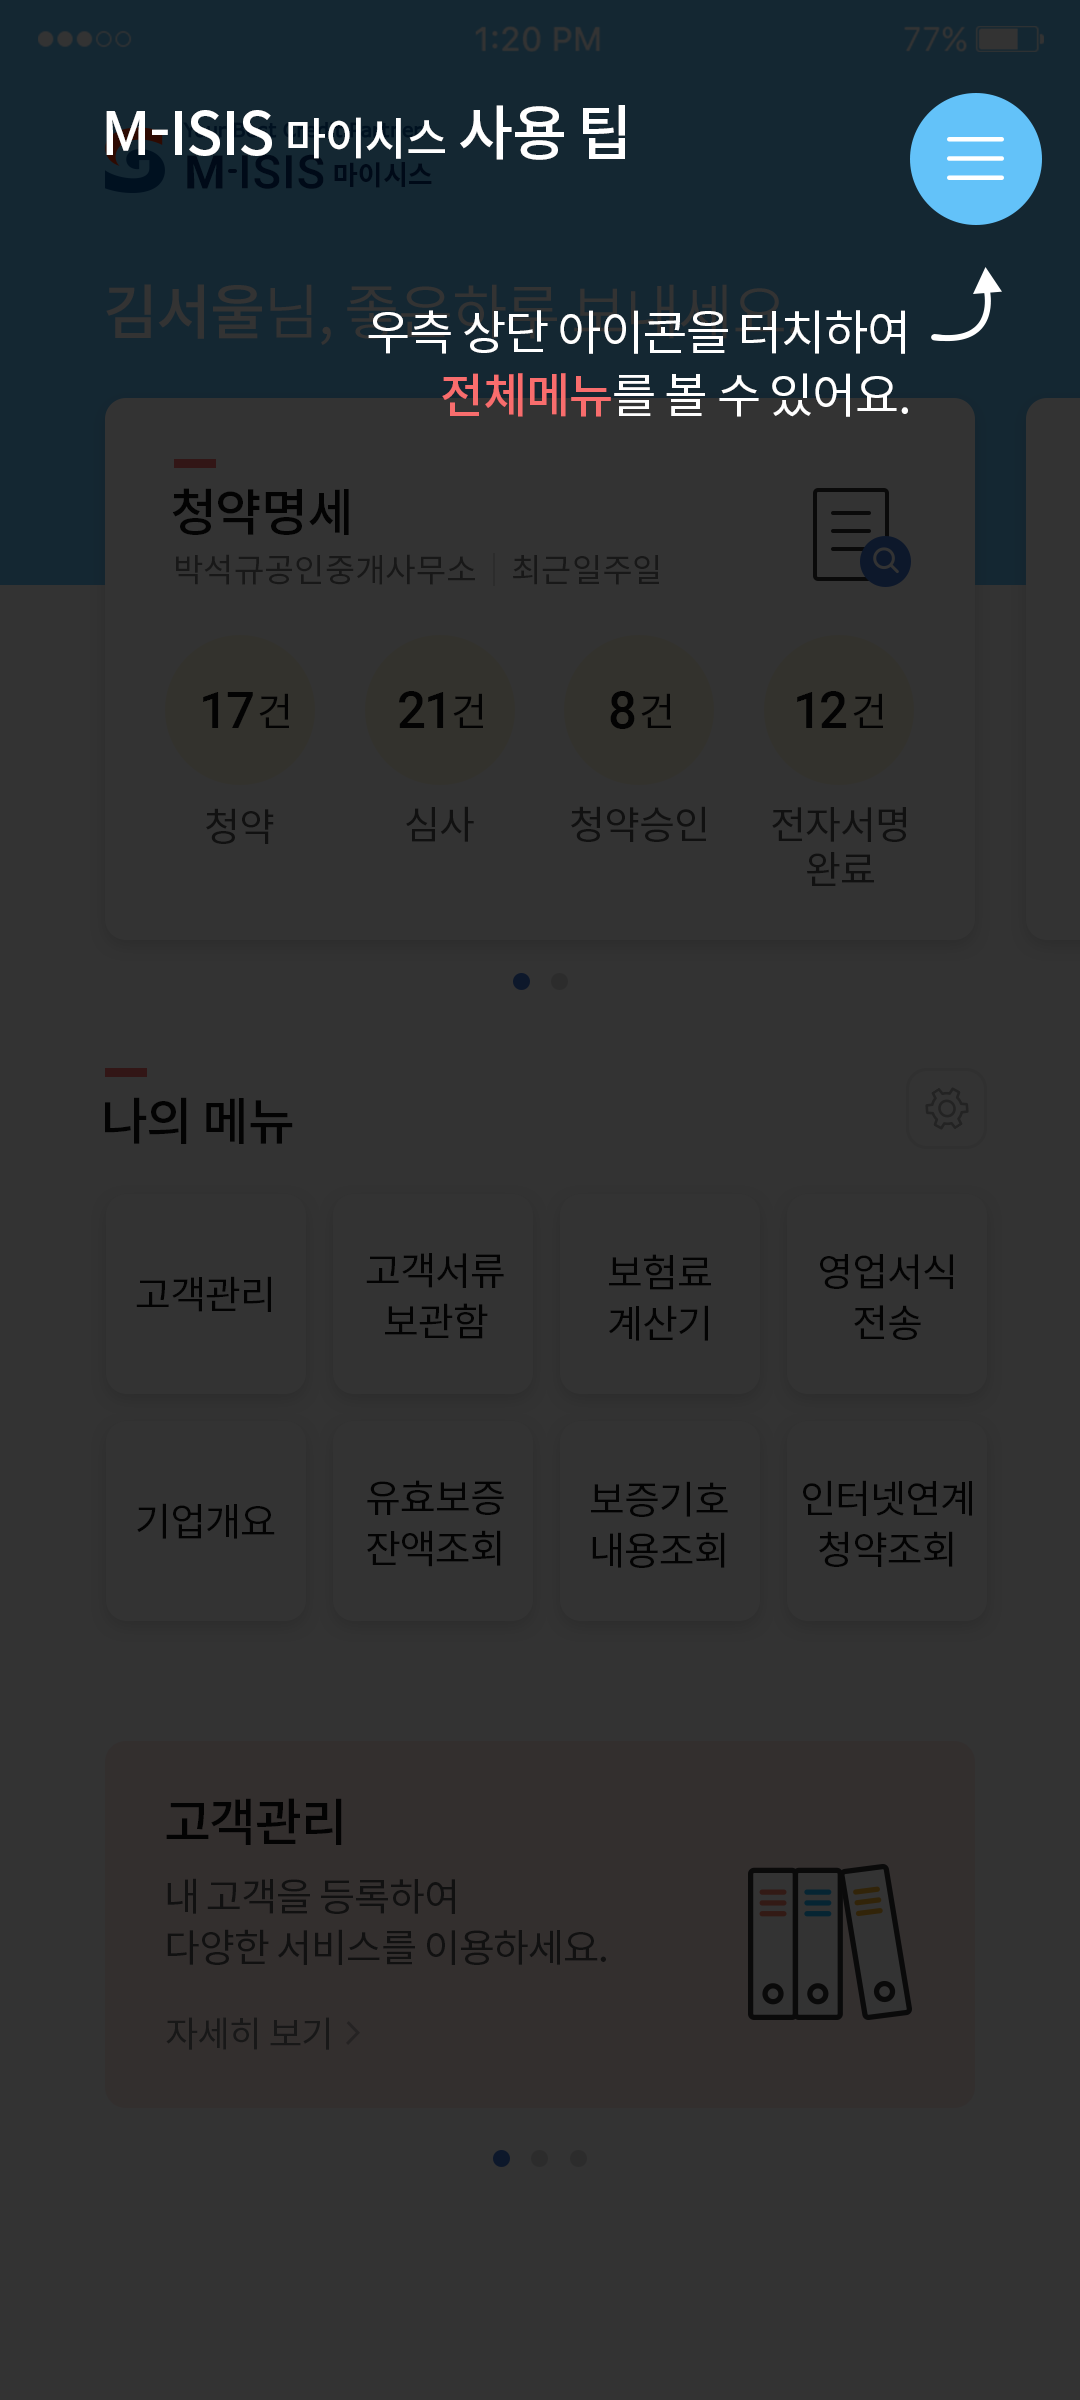 1:20 PM
77%
M-ISIS 마이시스 사용 팁
M-ISIS 마이시스
김서울님, 좋은하루 보내세요.
우측 상단 아이콘을 터치하여
전체메뉴를 볼 수 있어요.
청약명세
박석규공인중개사무소 | 최근일주일
17건 21건 8건 12건
청약 심사 청약승인 전자서명
완료
나의 메뉴
고객관리
고객서류
보관함
보험료
계산기
영업서식
전송
기업개요
유효보증
잔액조회
보증기호
내용조회
인터넷연계
청약조회
고객관리
내 고객을 등록하여
다양한 서비스를 이용하세요.
자세히 보기